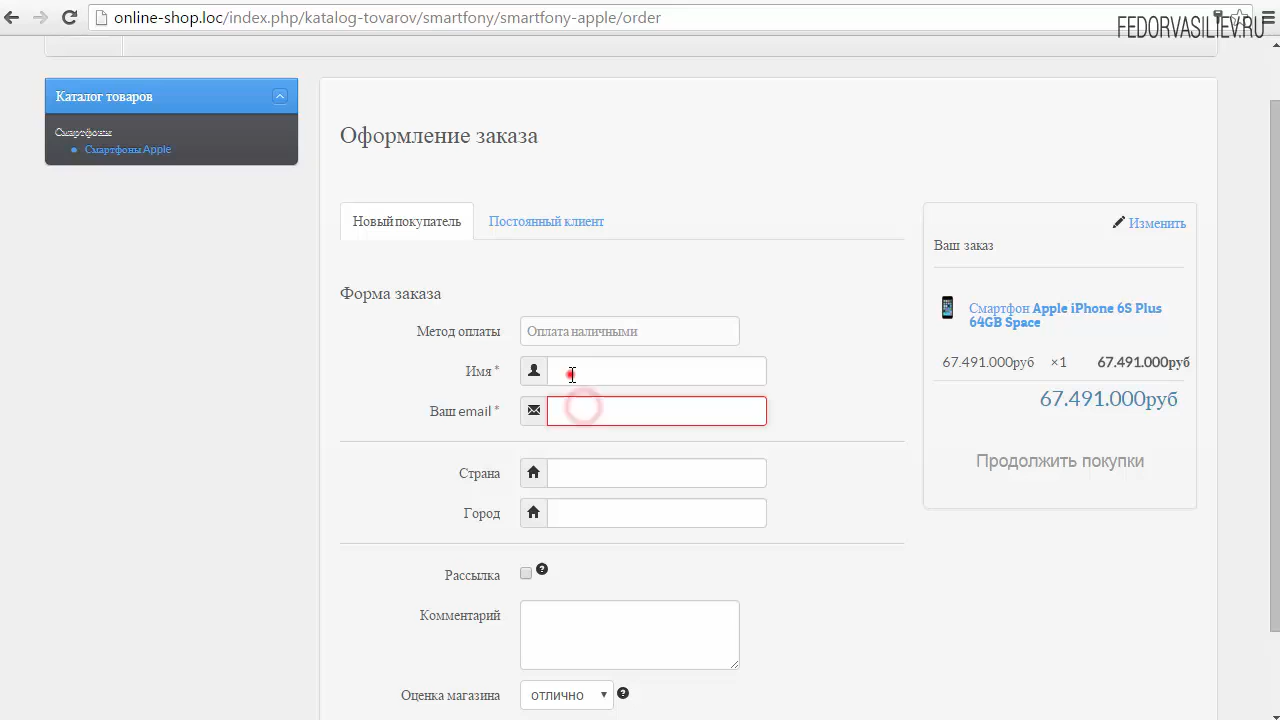 online-shop.loc/index.php/katalog-tovarov/smartfony/smartfony-apple/order
FEDORVASILIEV.RU
Каталог товаров
Смартфоны
Смартфоны Apple
Оформление заказа
Новый покупатель
Постоянный клиент
Изменить
Ваш заказ
Форма заказа
Метод оплаты
Оплата наличными
Смартфон Apple iPhone 6S Plus
64GB Space
Имя *
67.491.000руб ×1 67.491.000руб
67.491.000руб
Ваш email *
Продолжить покупки
Страна
Город
Рассылка
Комментарий
Оценка магазина
отлично